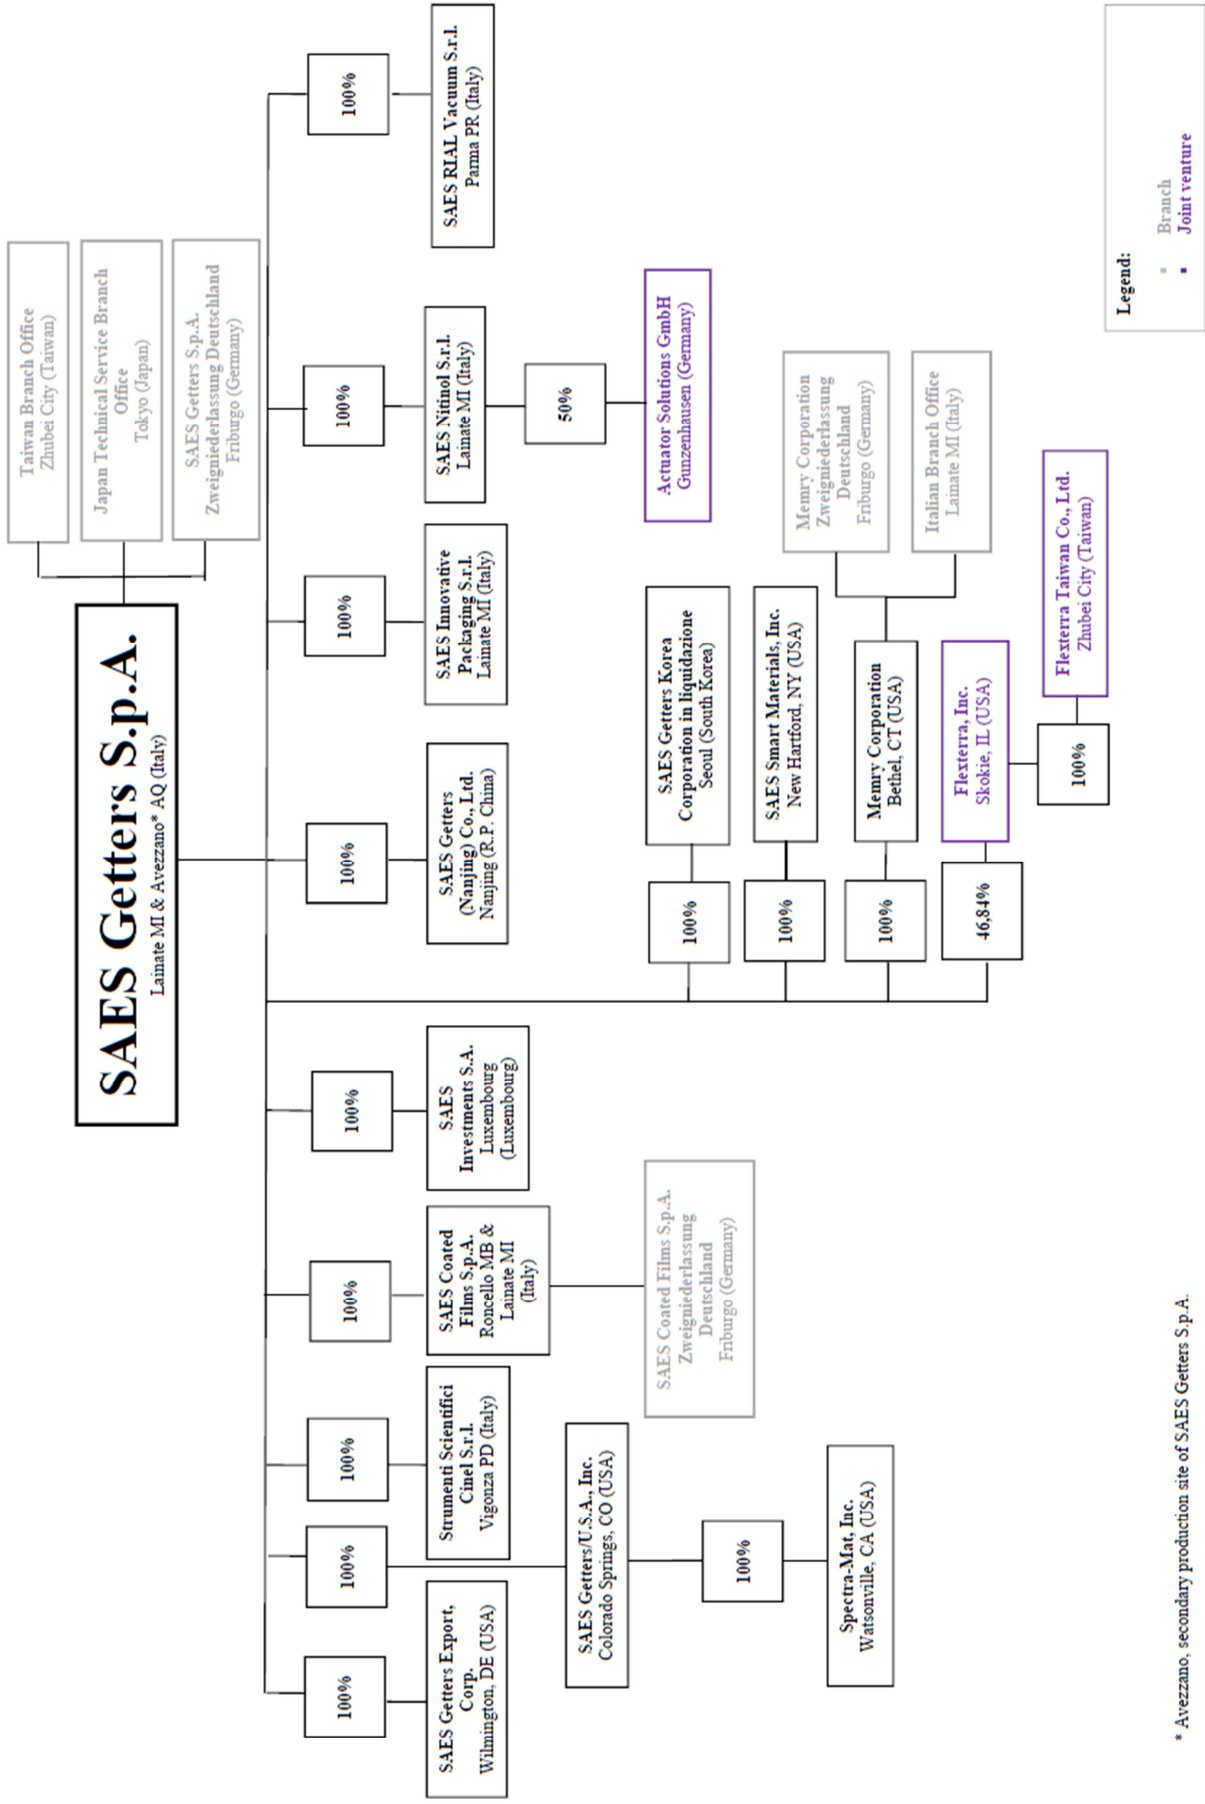 SAES Getters S.p.A.
Lainate MI & Avezzano* AQ (Italy)
Taiwan Branch Office
Zhubei City (Taiwan)
Japan Technical Service Branch
Office
Tokyo (Japan)
SAES Getters S.p.A.
Zweigniederlassung Deutschland
Friburgo (Germany)
100%
SAES Getters Export,
Corp.
Wilmington, DE (USA)
100%
SAES Getters/U.S.A., Inc.
Colorado Springs, CO (USA)
100%
Spectra-Mat, Inc.
Watsonville, CA (USA)
100%
Strumenti Scientifici
Cinel S.r.l.
Vigonza PD (Italy)
100%
SAES Coated
Films S.p.A.
Roncello MB &
Lainate MI
(Italy)
SAES Coated Films S.p.A.
Zweigniederlassung
Deutschland
Friburgo (Germany)
100%
SAES
Investments S.A.
Luxembourg
(Luxembourg)
100%
SAES Getters
(Nanjing) Co., Ltd.
Nanjing (R.P. China)
100%
SAES Innovative
Packaging S.r.l.
Lainate MI (Italy)
100%
SAES Nitinol S.r.l.
Lainate MI (Italy)
50%
Actuator Solutions GmbH
Gunzenhausen (Germany)
100%
SAES RIAL Vacuum S.r.l.
Parma PR (Italy)
100%
SAES Getters Korea
Corporation in liquidazione
Seoul (South Korea)
100%
SAES Smart Materials, Inc.
New Hartford, NY (USA)
100%
Memry Corporation
Bethel, CT (USA)
Memry Corporation
Zweigniederlassung
Deutschland
Friburgo (Germany)
Italian Branch Office
Lainate MI (Italy)
46,84%
Flexterra, Inc.
Skokie, IL (USA)
100%
Flexterra Taiwan Co., Ltd.
Zhubei City (Taiwan)
* Avezzano, secondary production site of SAES Getters S.p.A.
Legend:
Branch
Joint venture